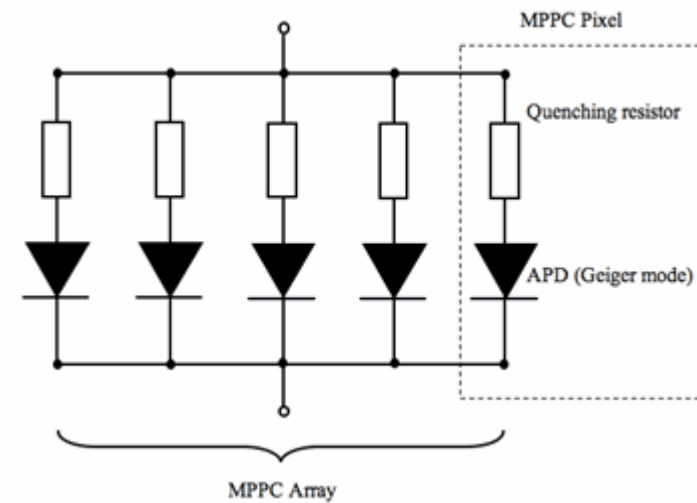 MPPC Pixel
Quenching resistor
APD (Geiger mode)
MPPC Array